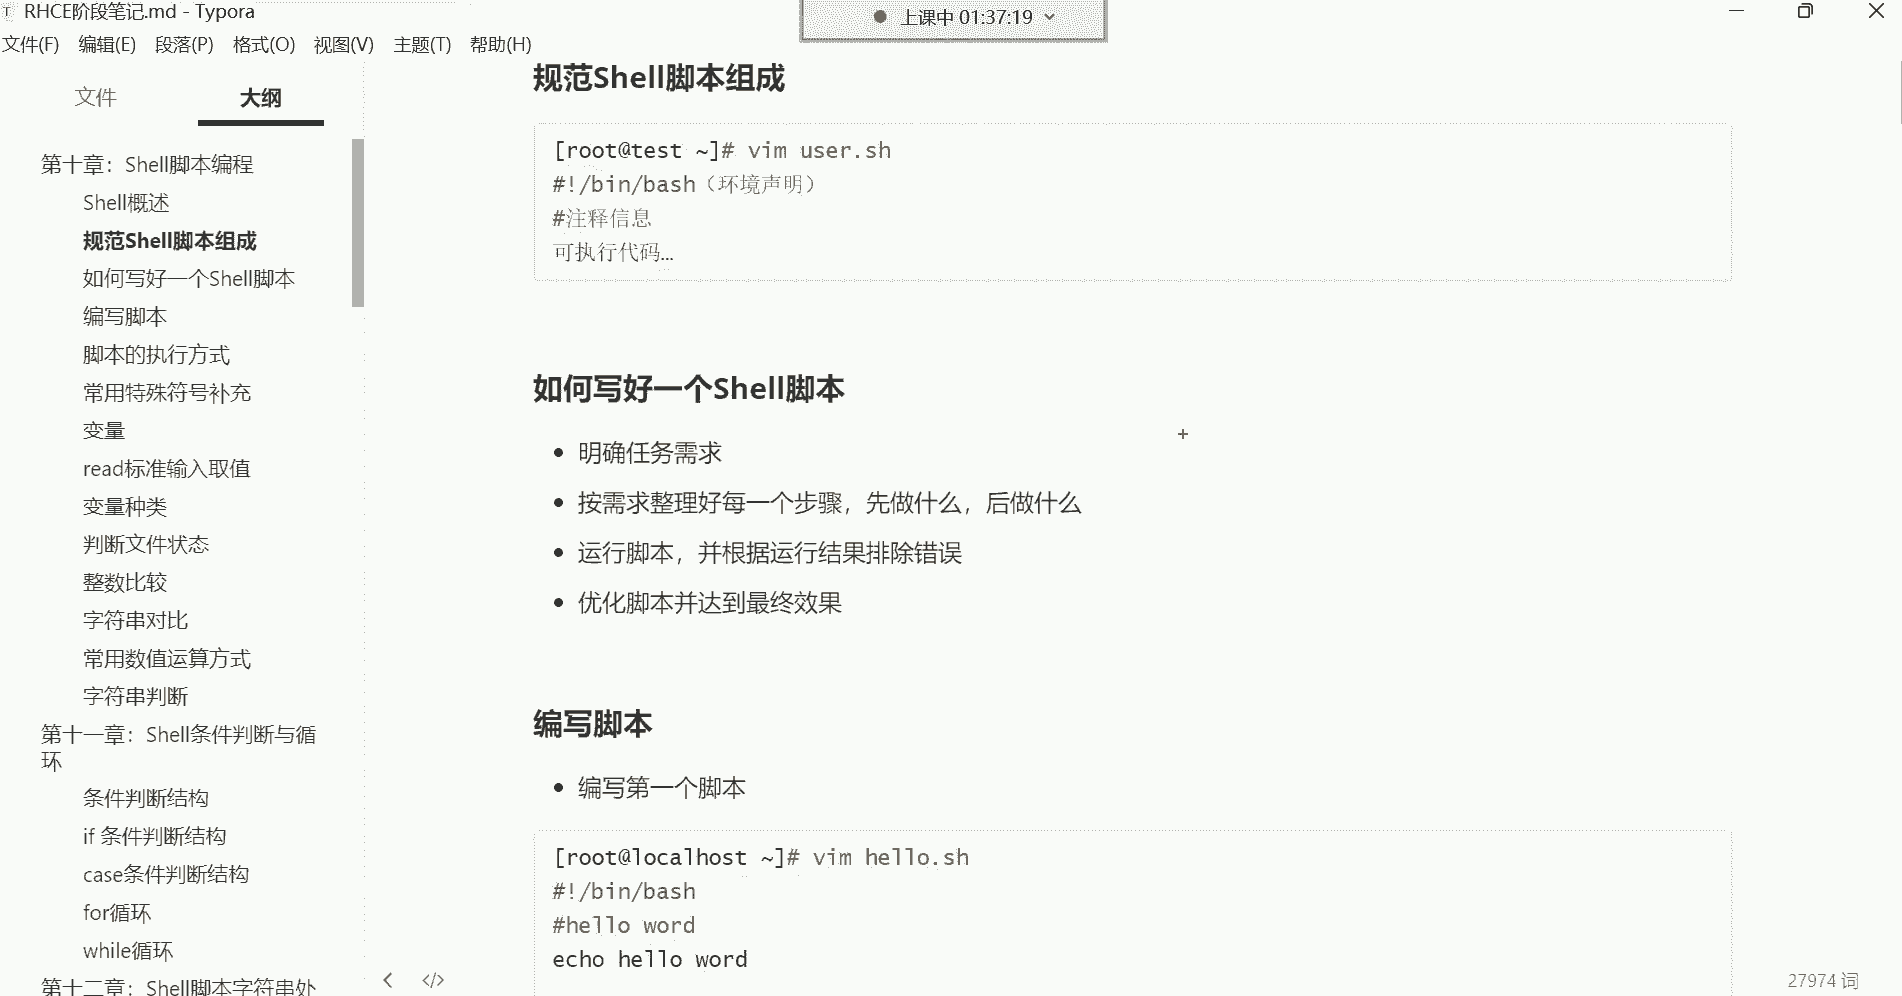 RHCE阶段笔记.md - Typora
上课中 01:37:19
文件(F) 编辑(E) 段落(P) 格式(O) 视图(V) 主题(T) 帮助(H)
文件 大纲
第十章：Shell脚本编程
Shell概述
规范Shell脚本组成
如何写好一个Shell脚本
编写脚本
脚本的执行方式
常用特殊符号补充
变量
read标准输入取值
变量种类
判断文件状态
整数比较
字符串对比
常用数值运算方式
字符串判断
第十一章：Shell条件判断与循
环
条件判断结构
if 条件判断结构
case条件判断结构
for循环
while循环
第十二章：Shell脚本字符串处
规范Shell脚本组成
[root@test ~]# vim user.sh
#!/bin/bash（环境声明）
#注释信息
可执行代码...
如何写好一个Shell脚本
明确任务需求
按需求整理好每一个步骤，先做什么，后做什么
运行脚本，并根据运行结果排除错误
优化脚本并达到最终效果
编写脚本
编写第一个脚本
[root@localhost ~]# vim hello.sh
#!/bin/bash
#hello word
echo hello word
27974 词